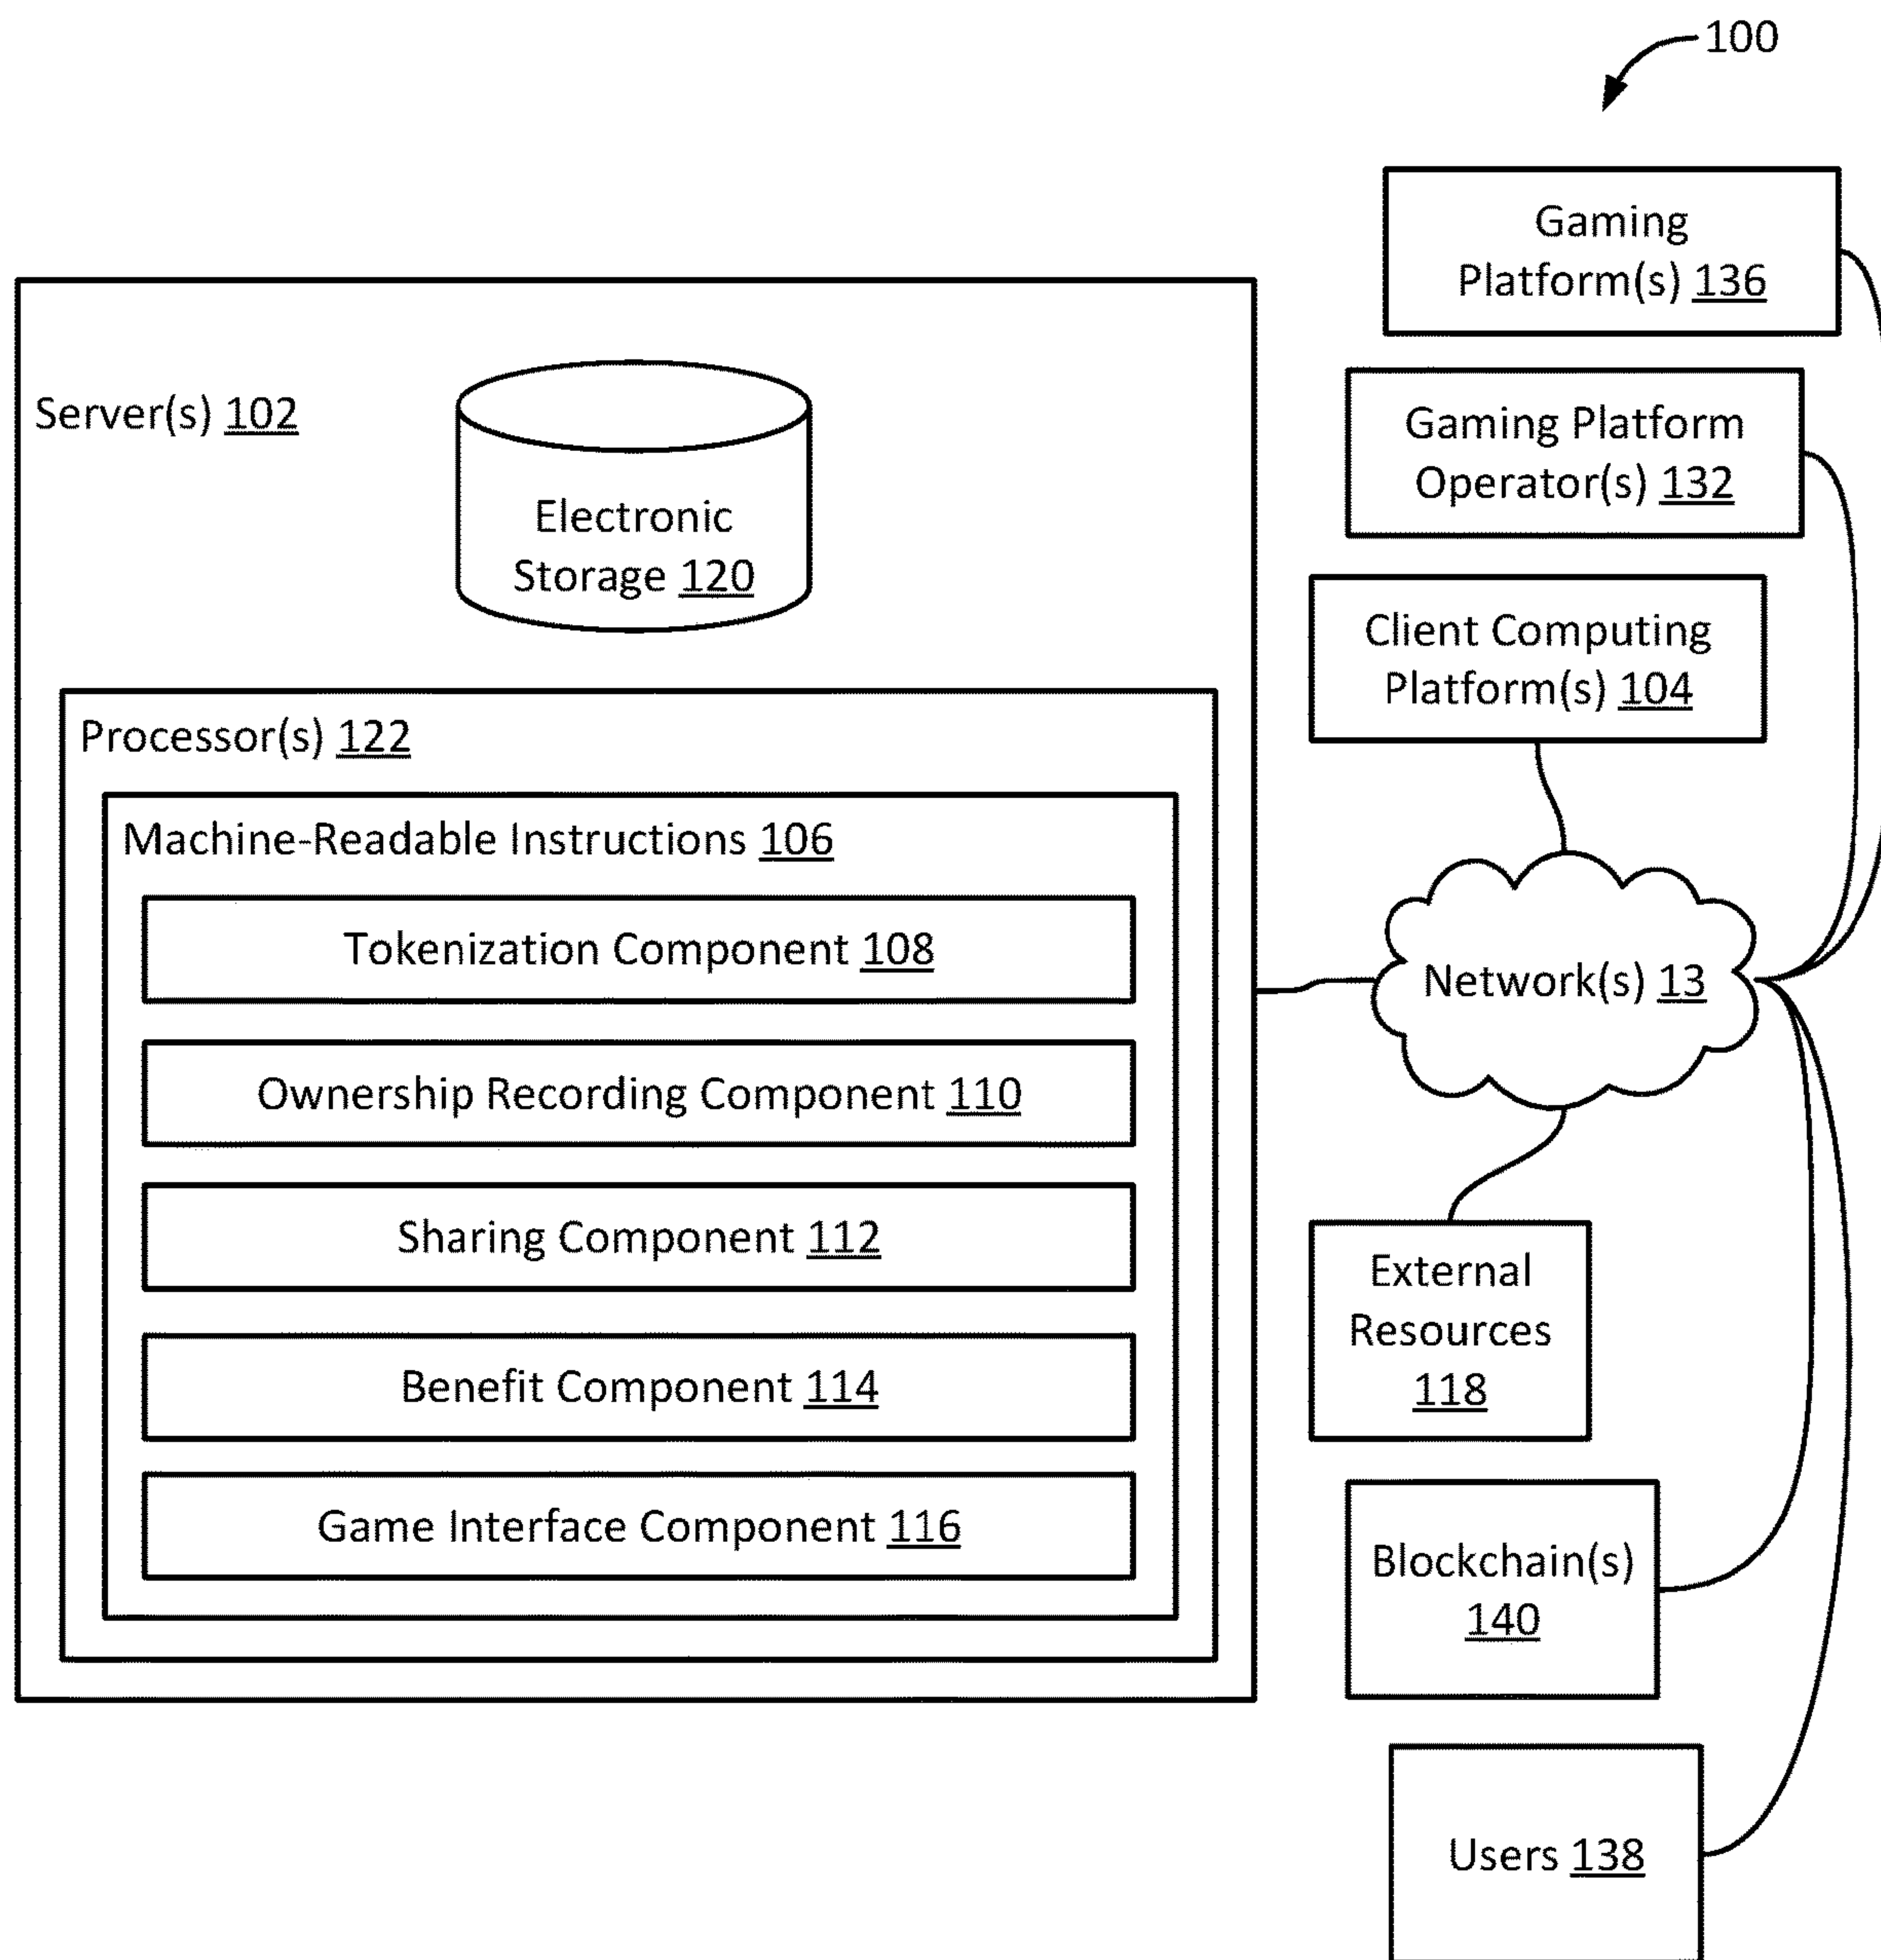 100
Gaming
Platform(s) 136
Gaming Platform
Operator(s) 132
Client Computing
Platform(s) 104
Server(s) 102
Electronic
Storage 120
Processor(s) 122
Machine-Readable Instructions 106
Tokenization Component 108
Ownership Recording Component 110
Sharing Component 112
Benefit Component 114
Game Interface Component 116
Network(s) 13
External
Resources
118
Blockchain(s)
140
Users 138